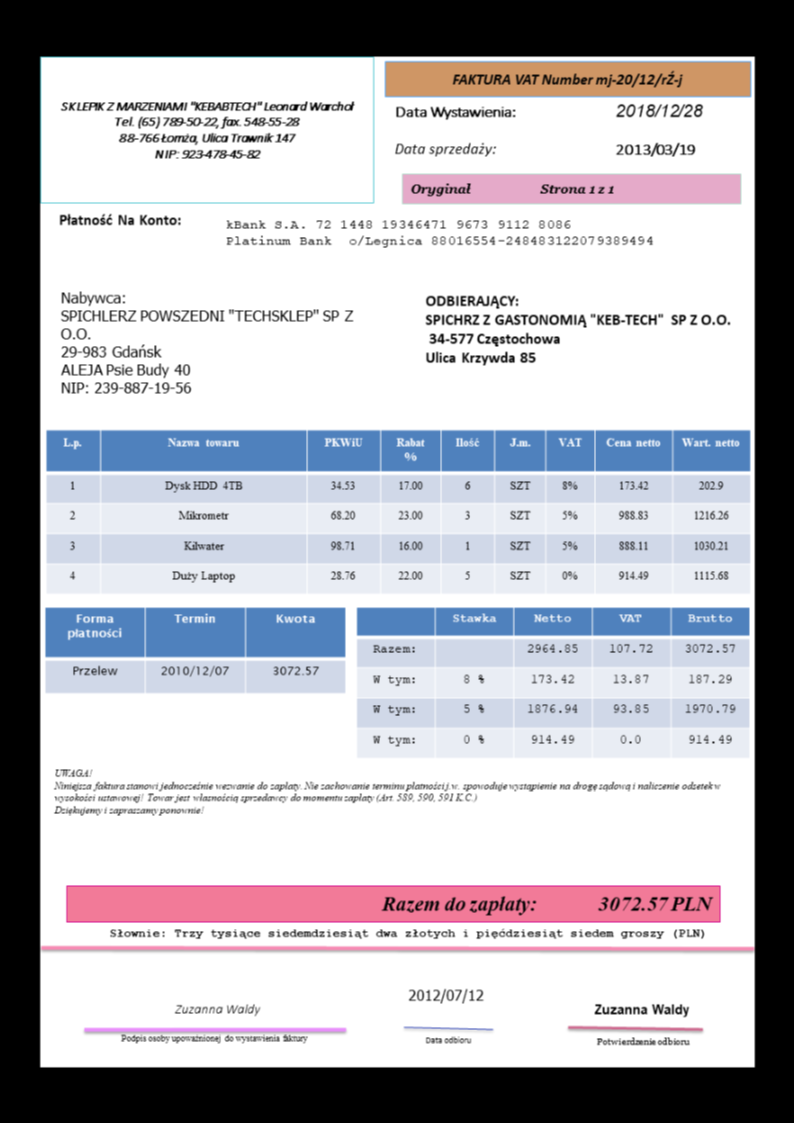 SKLEPIK Z MARZENIAMI "KEBABTECH" Leonard Warchoł
Tel. (65) 789-50-22, fax. 548-55-28
88-766 Łomża, Ulica Trawnik 147
NIP: 923-478-45-82
FAKTURA VAT Number mj-20/12/rŻ-j
Data Wystawienia: 2018/12/28
Data sprzedaży: 2013/03/19
Oryginał Strona 1 z 1
Płatność Na Konto:
kBank S.A. 72 1448 19346471 9673 9112 8086
Platinum Bank o/Legnica 88016554-248483122079389494
Nabywca:
SPICHLERZ POWSZEDNI "TECHSKLEP" SP Z
O.O.
29-983 Gdańsk
ALEJA Psie Budy 40
NIP: 239-887-19-56
ODBIERAJĄCY:
SPICHRZ Z GASTONOMIĄ "KEB-TECH" SP Z O.O.
34-577 Częstochowa
Ulica Krzywda 85
L.p. Nazwa towaru PKWiU Rabat % Ilość J.m. VAT Cena netto Wart. netto
1 Dysk HDD 4TB 34.53 17.00 6 SZT 8% 173.42 202.9
2 Mikrometr 68.20 23.00 3 SZT 5% 988.83 1216.26
3 Kilwater 98.71 16.00 1 SZT 5% 888.11 1030.21
4 Duży Laptop 28.76 22.00 5 SZT 0% 914.49 1115.68
Forma płatności Termin Kwota
Przelew 2010/12/07 3072.57
Stawka Netto VAT Brutto
Razem: 2964.85 107.72 3072.57
W tym: 8 % 173.42 13.87 187.29
W tym: 5 % 1876.94 93.85 1970.79
W tym: 0 % 914.49 0.0 914.49
UWAGA!
Niniejsza faktura stanowi jednocześnie wezwanie do zapłaty. Nie zachowanie terminu płatności j.w. spowoduje wystąpienie na drogę sądową i naliczenie odsetek w
wysokości ustawowej! Towar jest własnością sprzedawcy do momentu zapłaty (Art. 589, 590, 591 K.C.)
Dziękujemy i zapraszamy ponownie!
Razem do zapłaty: 3072.57 PLN
Słownie: Trzy tysiące siedemdziesiąt dwa złotych i pięćdziesiąt siedem groszy (PLN)
Zuzanna Waldy
Podpis osoby upoważnionej do wystawienia faktury
2012/07/12
Data odbioru
Zuzanna Waldy
Potwierdzenie odbioru